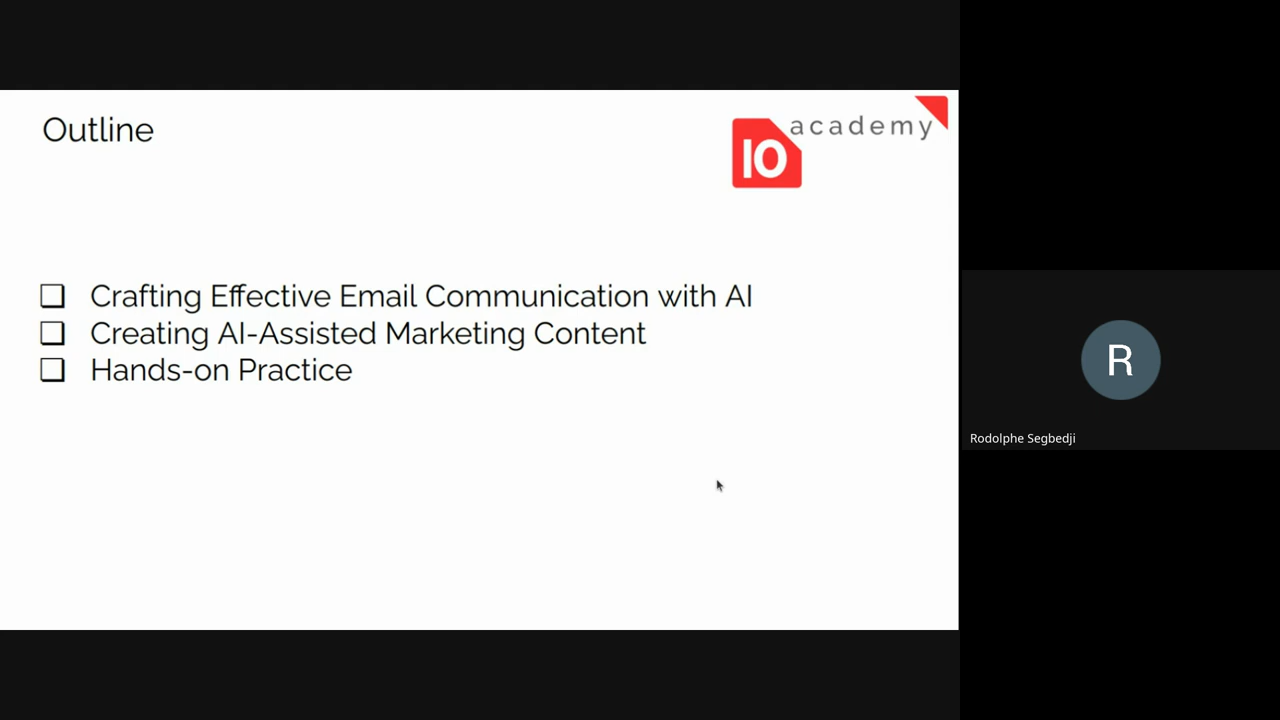 Outline
10 academy
❑ Crafting Effective Email Communication with AI
❑ Creating AI-Assisted Marketing Content
❑ Hands-on Practice
R
Rodolphe Segbedji